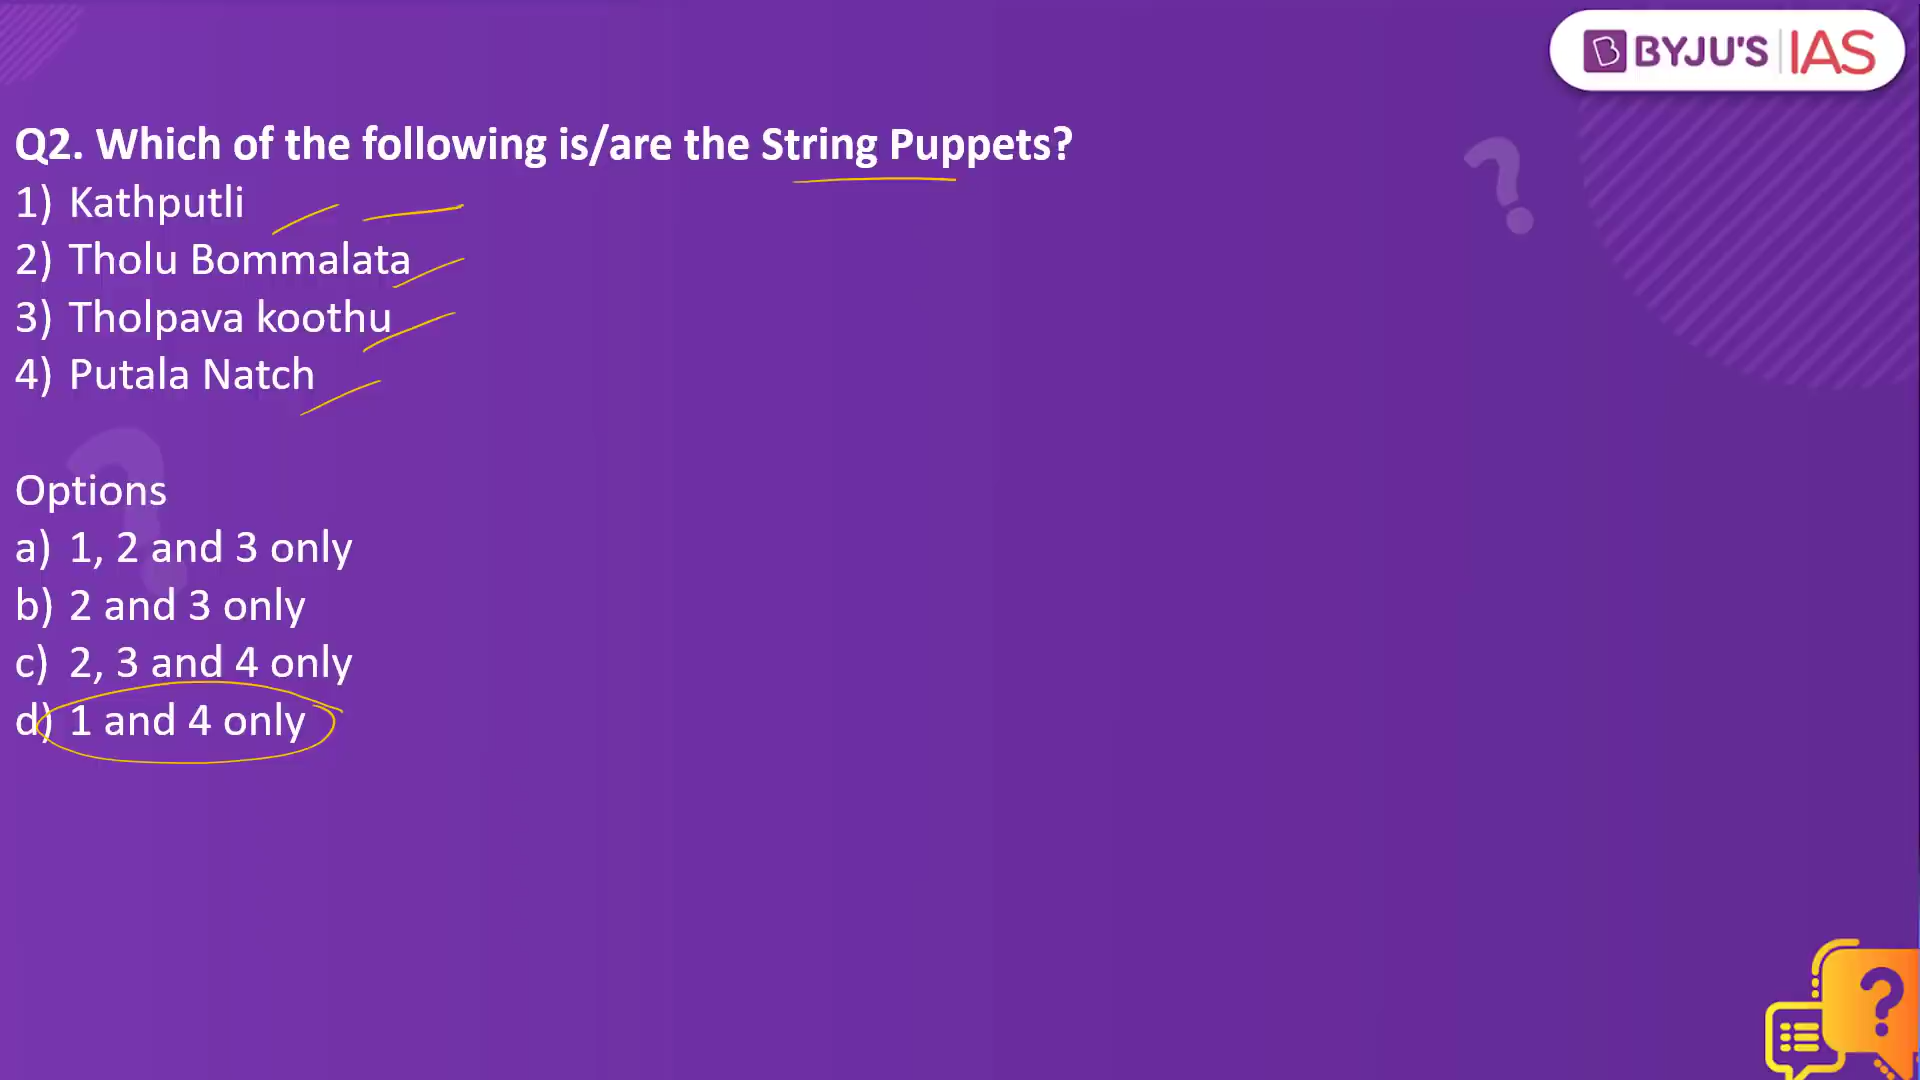 BYJU'S IAS
Q2. Which of the following is/are the String Puppets?
1) Kathputli
2) Tholu Bommalata
3) Tholpava koothu
4) Putala Natch
Options
a) 1, 2 and 3 only
b) 2 and 3 only
c) 2, 3 and 4 only
d) 1 and 4 only